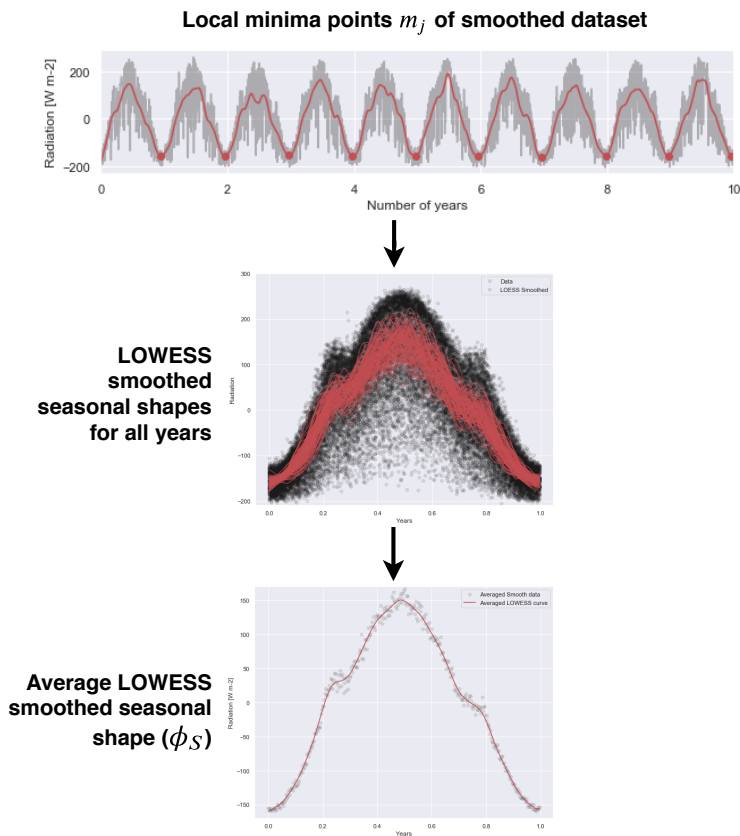 Local minima points m_j of smoothed dataset
Radiation [W m-2]
200
0
−200
0
2
4
6
8
10
Number of years
LOWESS
smoothed
seasonal shapes
for all years
Radiation
300
200
100
0
−100
−200
Data
LOESS Smoothed
0.0
0.2
0.4
0.6
0.8
1.0
Years
Average LOWESS
smoothed seasonal
shape (ϕ_S)
Radiation [W m-2]
150
100
50
0
−50
−100
−150
Averaged Smooth data
Averaged LOWESS curve
0.0
0.2
0.4
0.6
0.8
1.0
Years